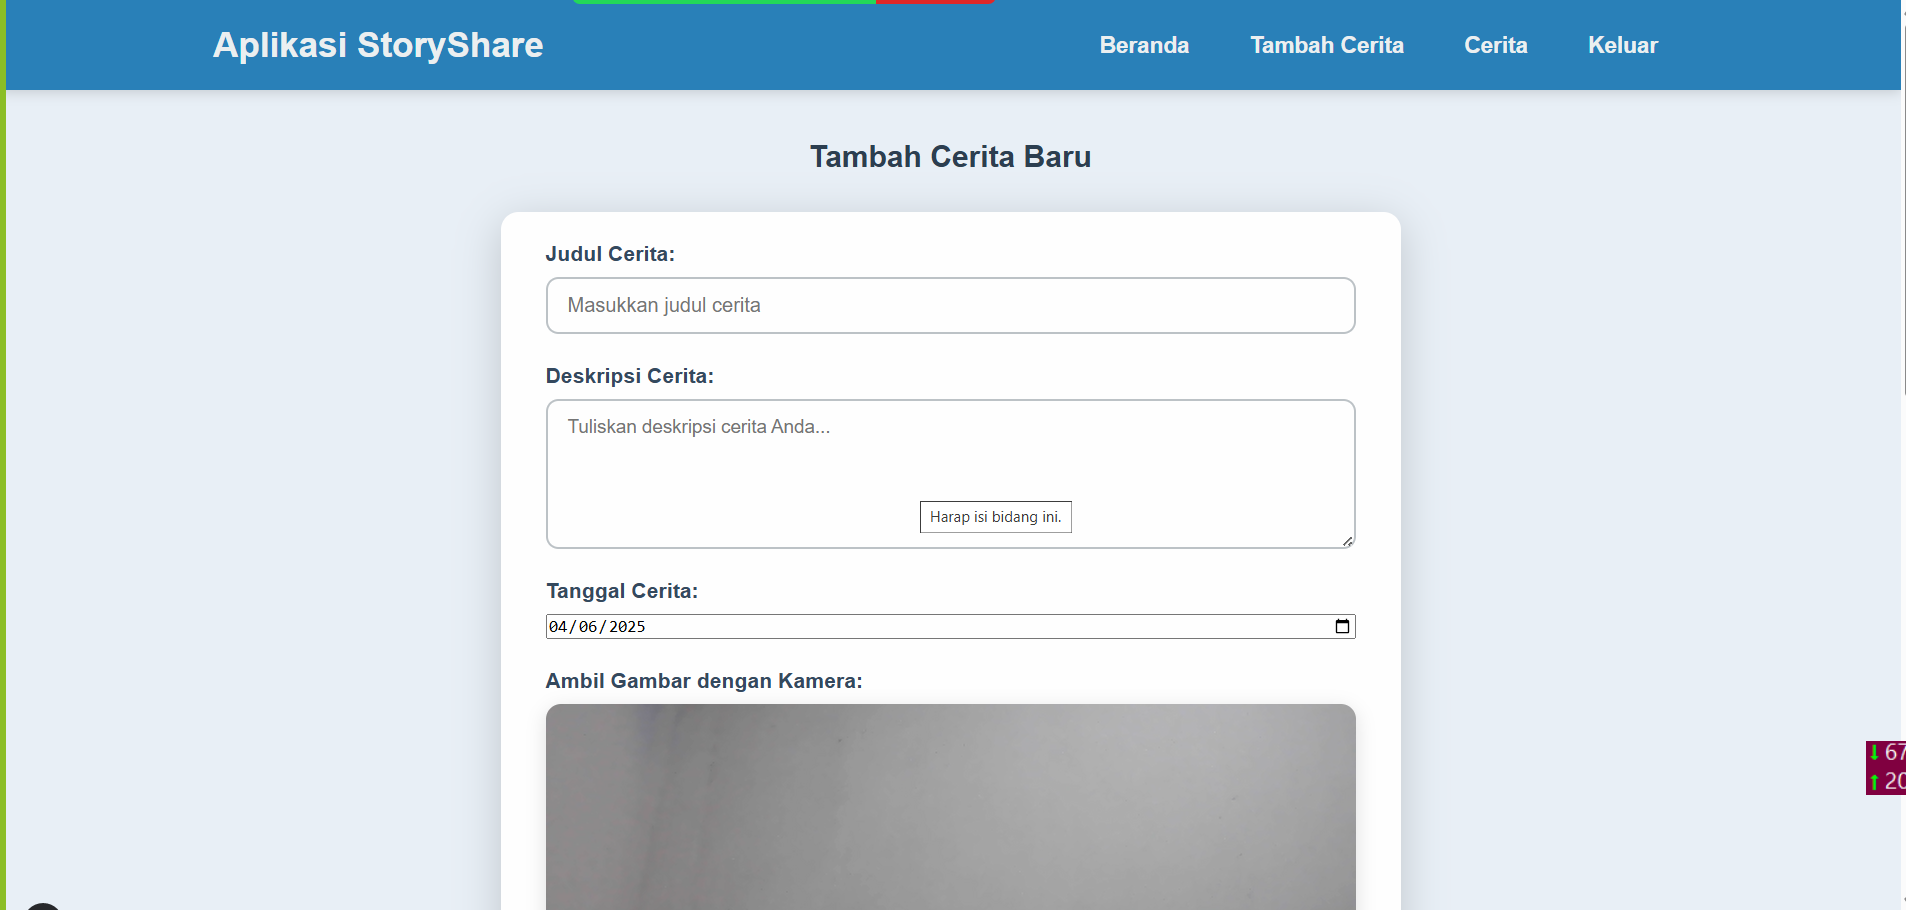 Aplikasi StoryShare
Beranda Tambah Cerita Cerita Keluar
Tambah Cerita Baru
Judul Cerita:
Masukkan judul cerita
Deskripsi Cerita:
Tuliskan deskripsi cerita Anda...
Harap isi bidang ini.
Tanggal Cerita:
04/06/2025
Ambil Gambar dengan Kamera:
↓ 67
↑ 20